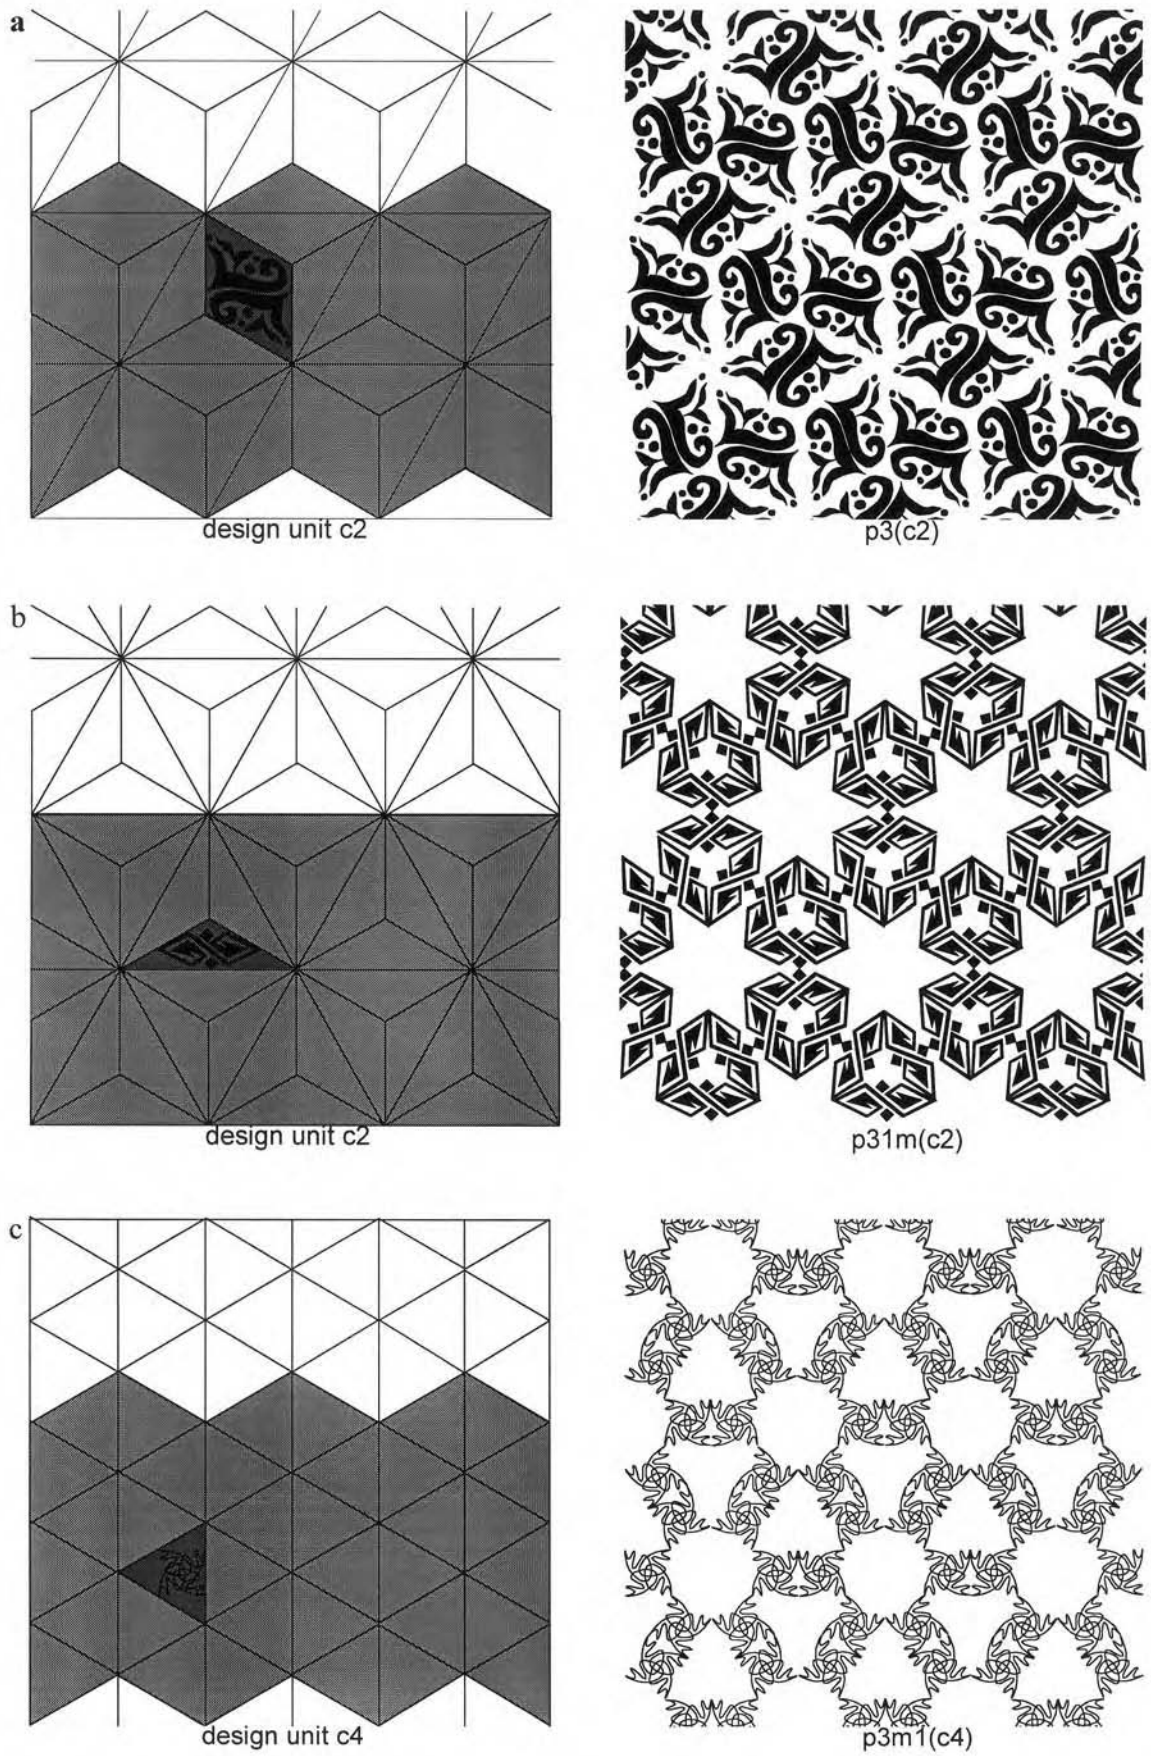 a
design unit c2
p3(c2)
b
design unit c2
p31m(c2)
c
design unit c4
p3m1(c4)